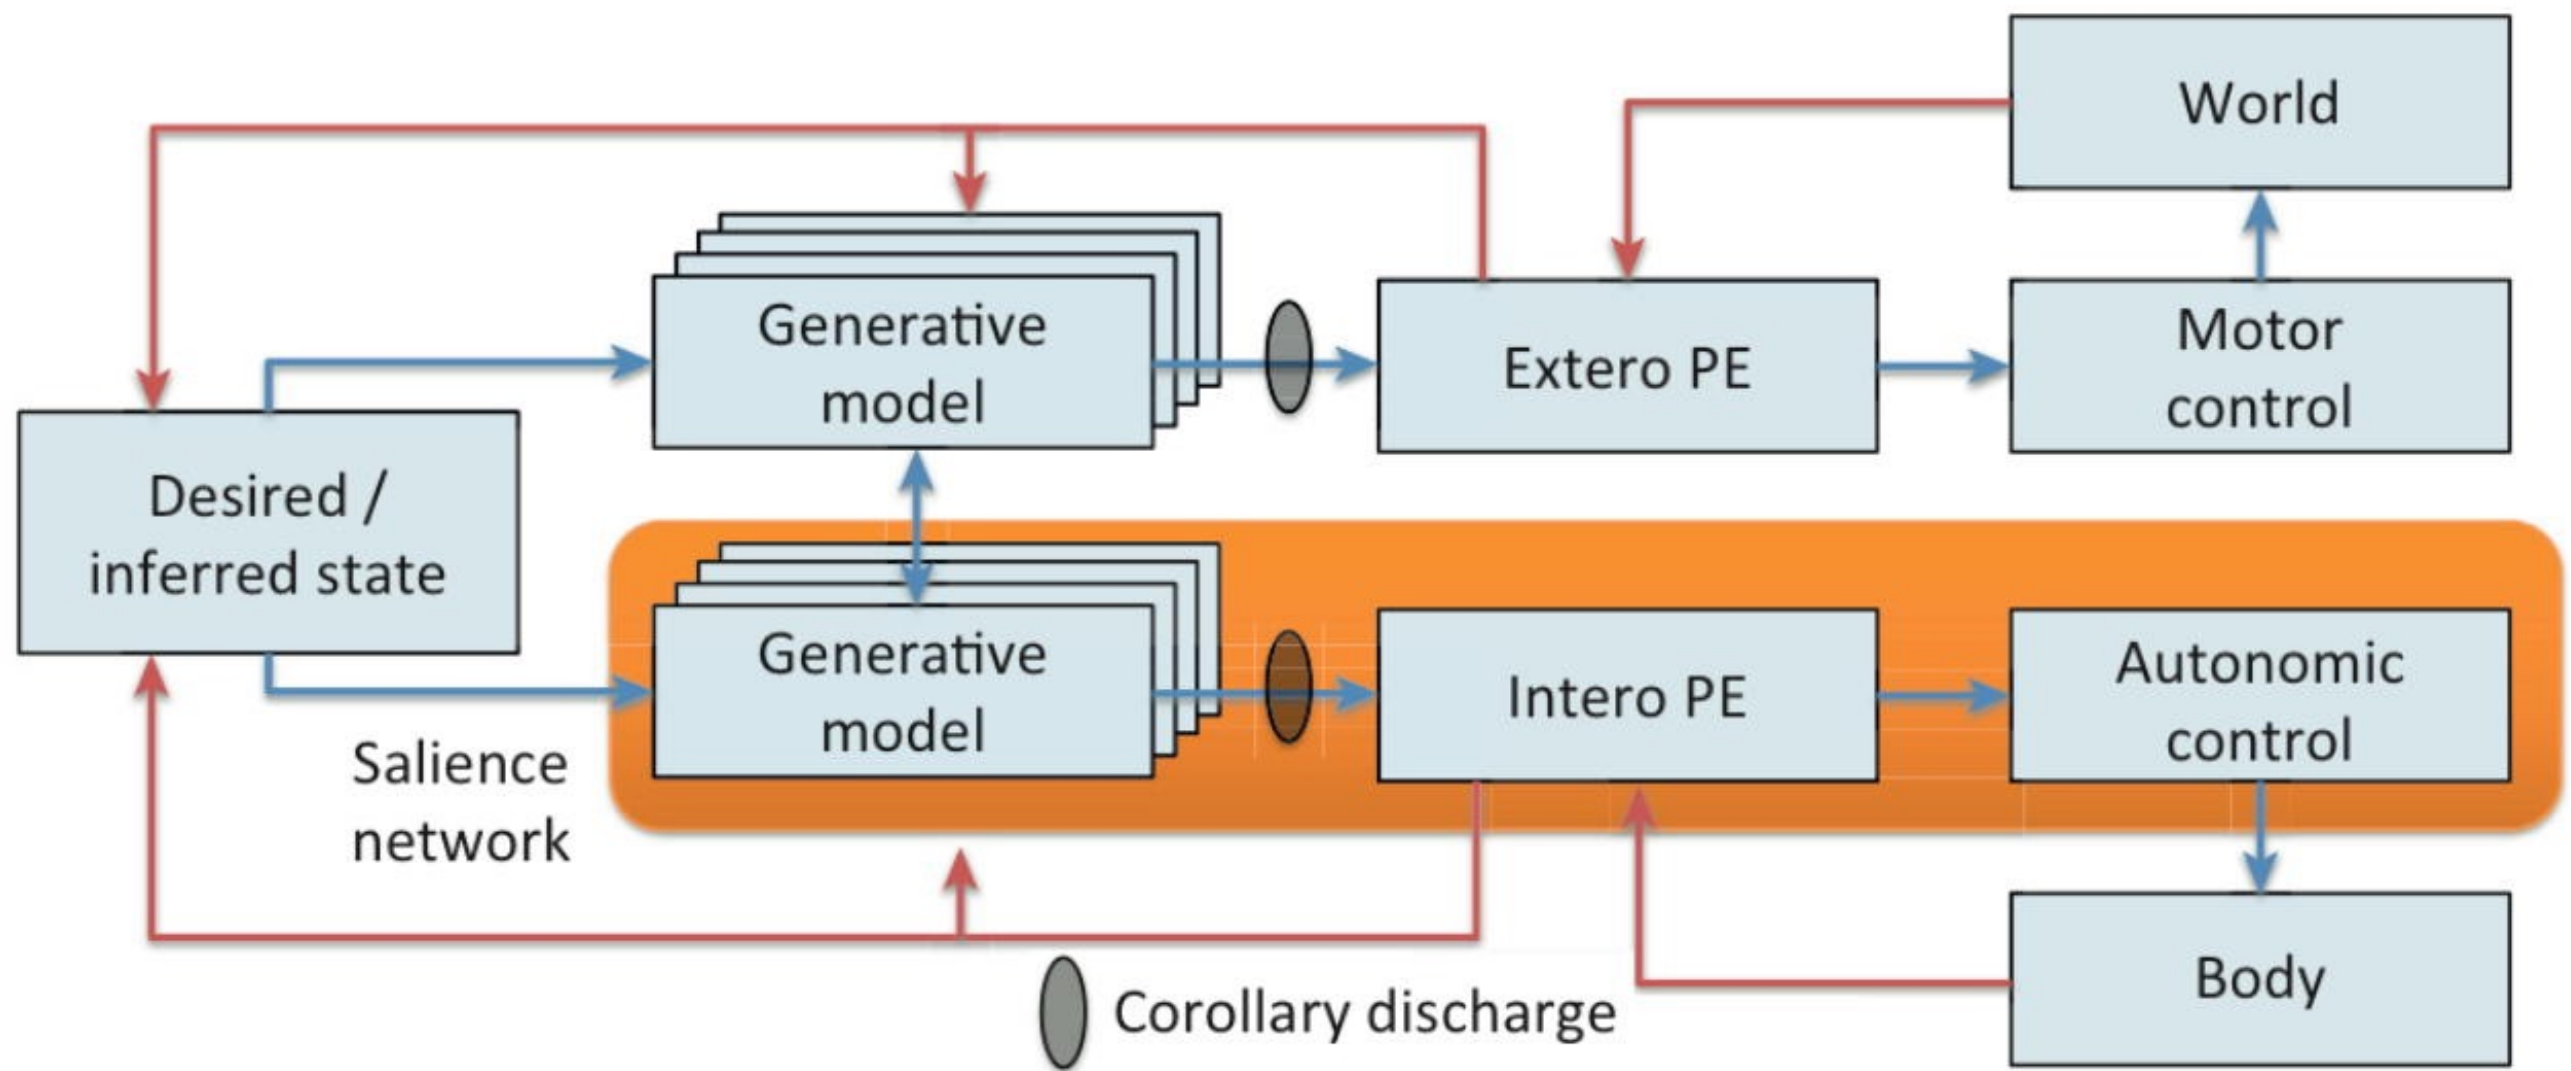 World
Generative
model
Extero PE
Motor
control
Desired /
inferred state
Generative
model
Intero PE
Autonomic
control
Salience
network
Body
Corollary discharge